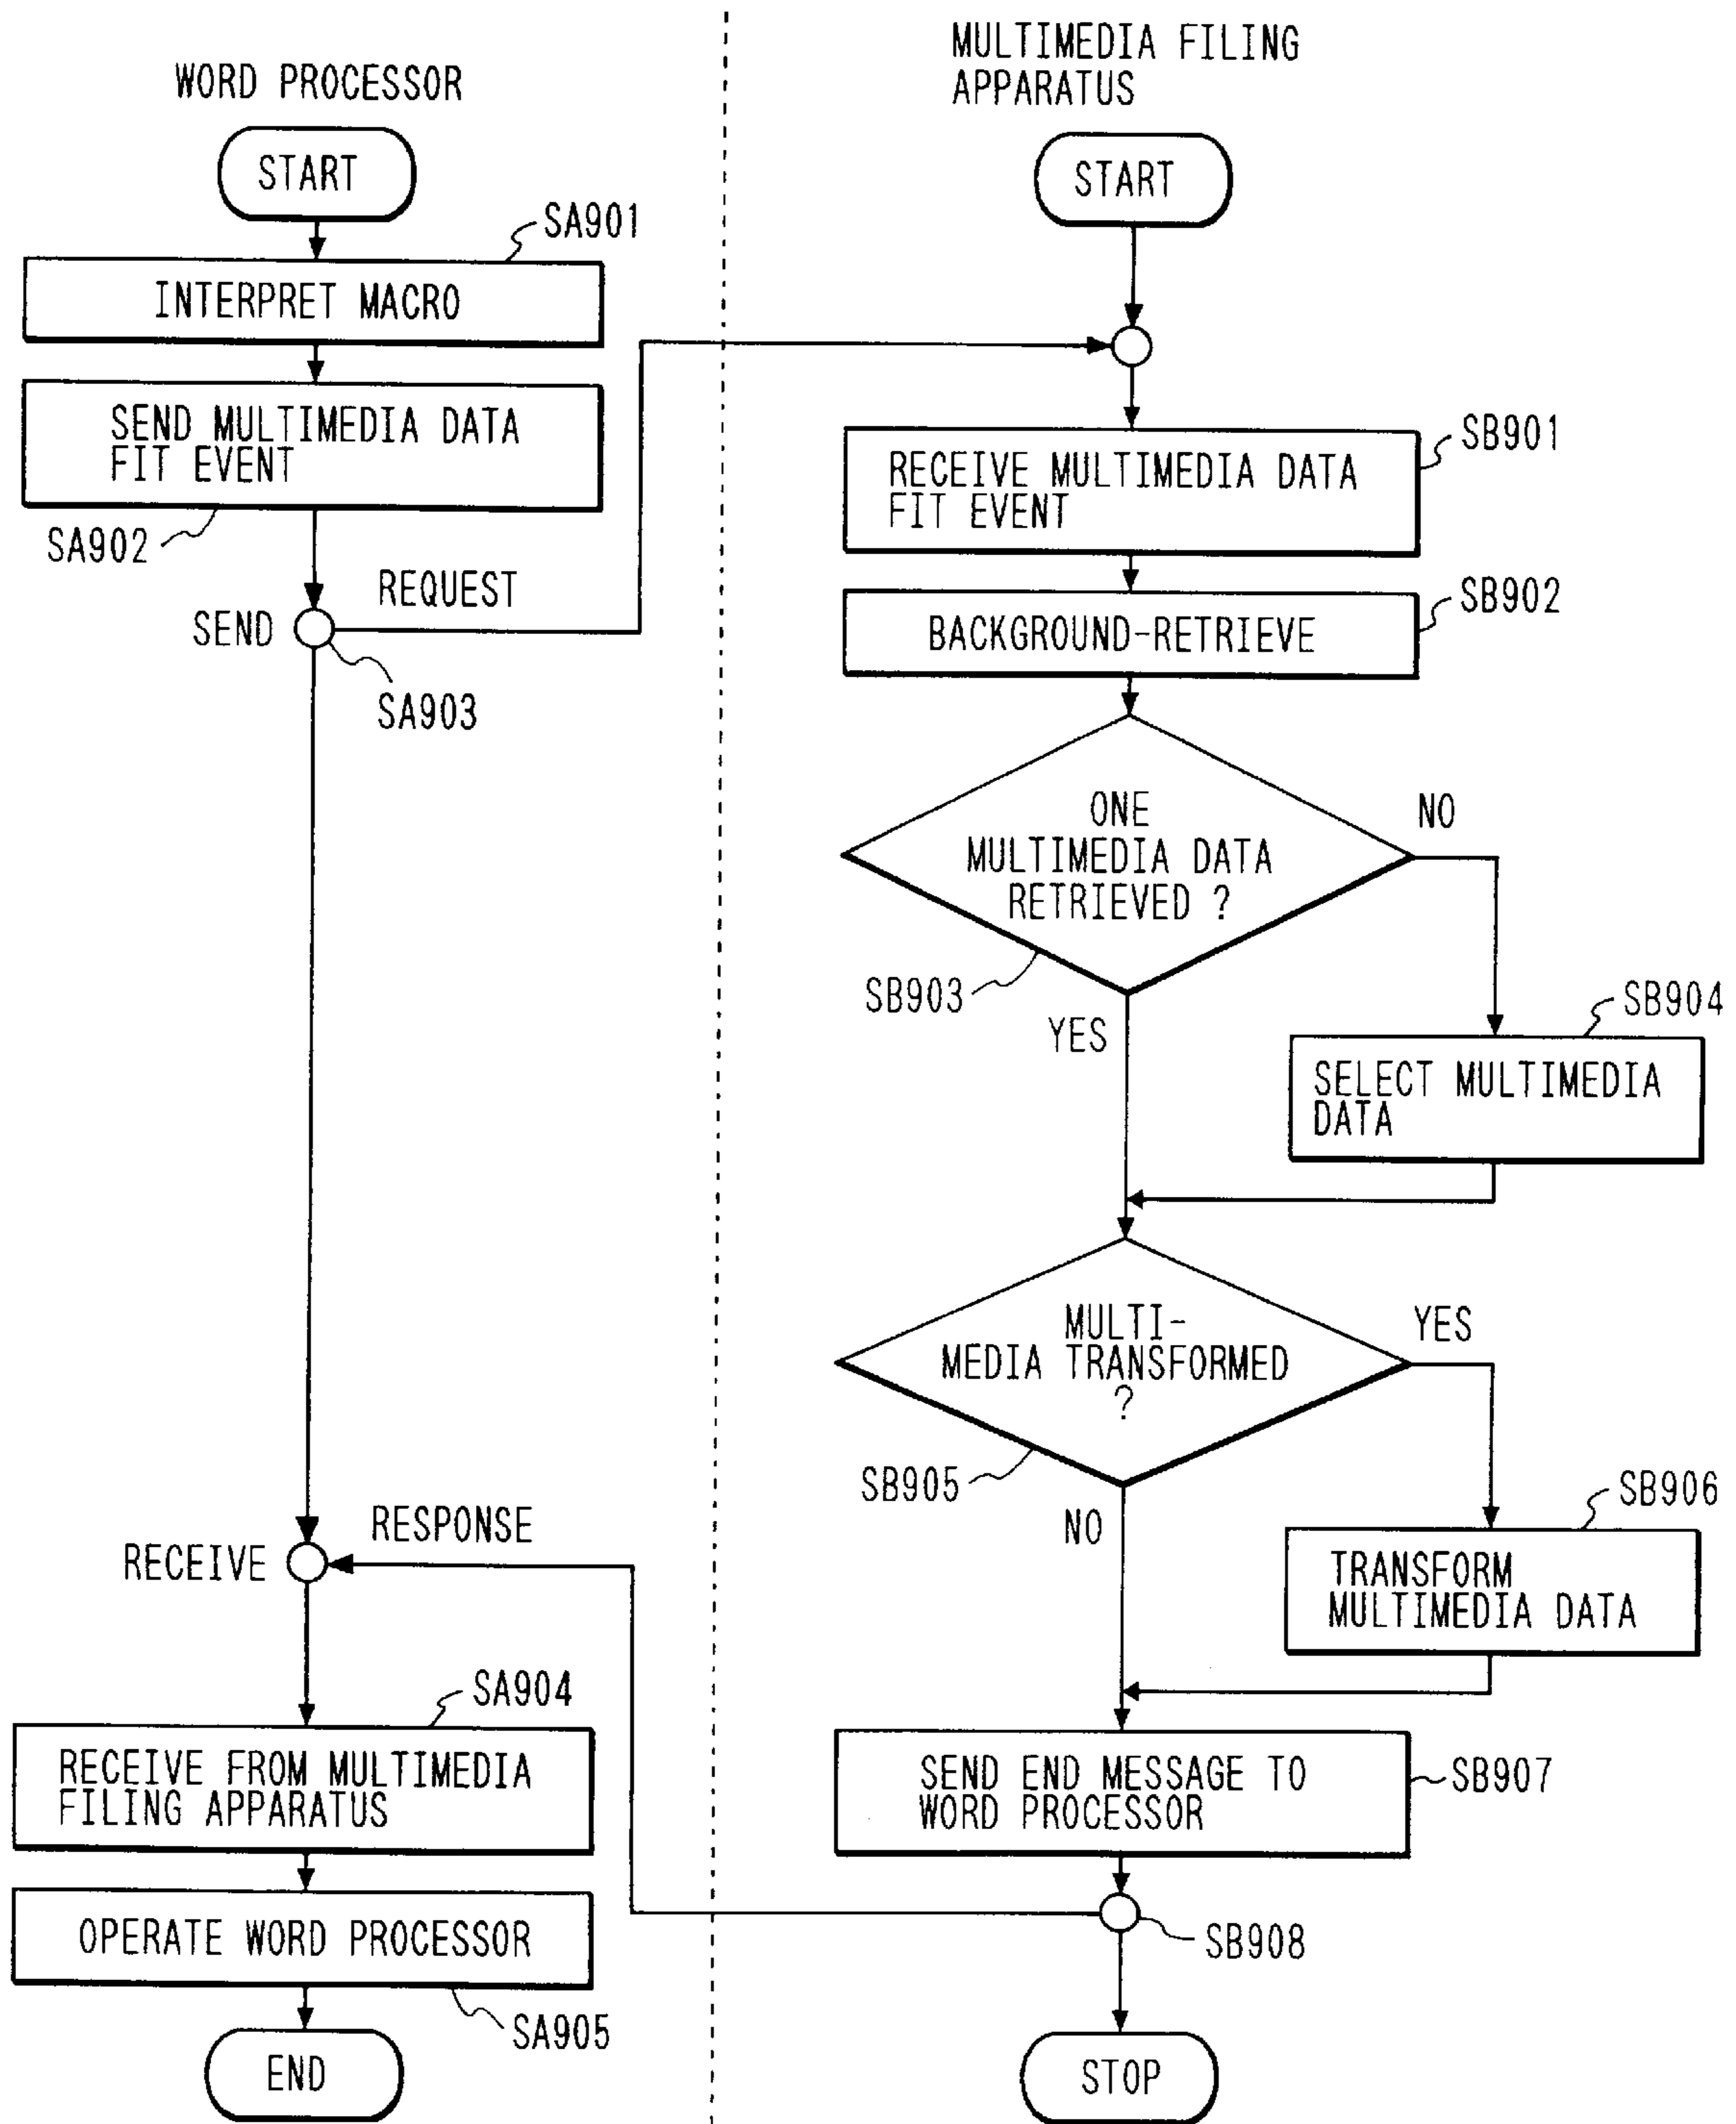 WORD PROCESSOR
START
SA901
INTERPRET MACRO
SEND MULTIMEDIA DATA
FIT EVENT
SA902
REQUEST
SEND
SA903
RESPONSE
RECEIVE
SA904
RECEIVE FROM MULTIMEDIA
FILING APPARATUS
OPERATE WORD PROCESSOR
SA905
END
MULTIMEDIA FILING
APPARATUS
START
SB901
RECEIVE MULTIMEDIA DATA
FIT EVENT
SB902
BACKGROUND-RETRIEVE
ONE
MULTIMEDIA DATA
RETRIEVED ?
NO
SB903
YES
SB904
SELECT MULTIMEDIA
DATA
MULTI-
MEDIA TRANSFORMED
?
YES
SB905
NO
SB906
TRANSFORM
MULTIMEDIA DATA
SEND END MESSAGE TO
WORD PROCESSOR
SB907
SB908
STOP